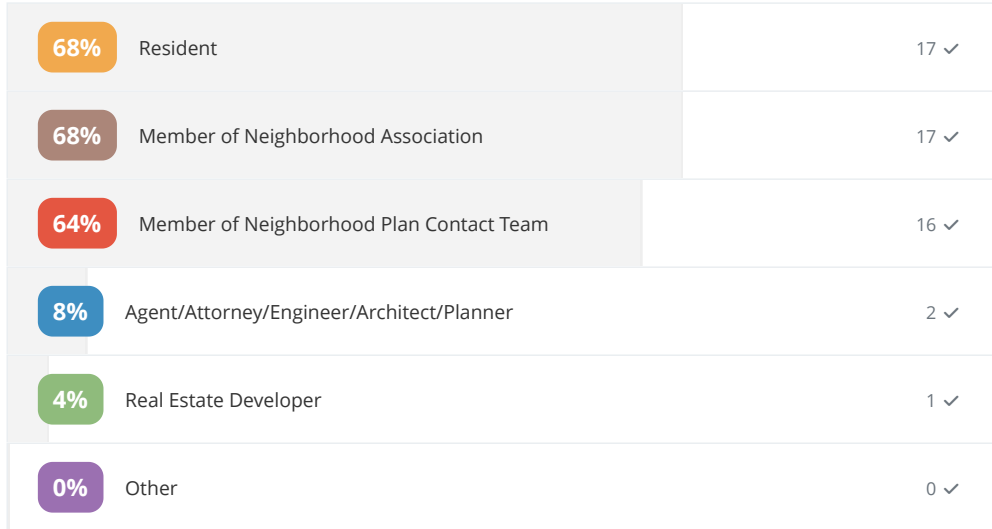 68% Resident 17
68% Member of Neighborhood Association 17
64% Member of Neighborhood Plan Contact Team 16
8% Agent/Attorney/Engineer/Architect/Planner 2
4% Real Estate Developer 1
0% Other 0